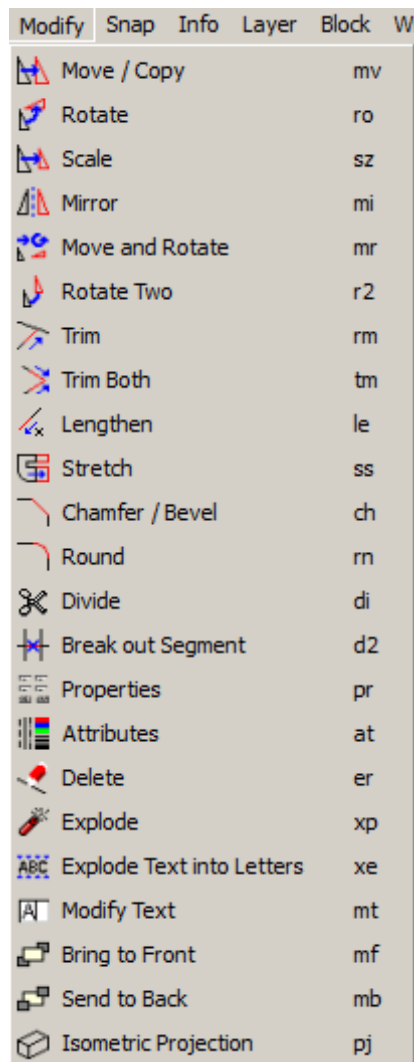 Modify Snap Info Layer Block W
Move / Copy mv
Rotate ro
Scale sz
Mirror mi
Move and Rotate mr
Rotate Two r2
Trim rm
Trim Both tm
Lengthen le
Stretch ss
Chamfer / Bevel ch
Round rn
Divide di
Break out Segment d2
Properties pr
Attributes at
Delete er
Explode xp
ABC Explode Text into Letters xe
A Modify Text mt
Bring to Front mf
Send to Back mb
Isometric Projection pj